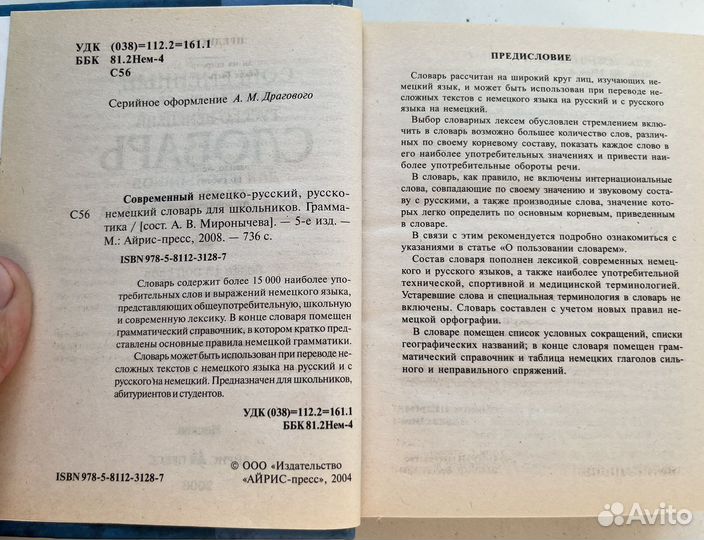 УДК (038)=112.2=161.1
ББК 81.2Нем-4
С56
Серийное оформление А. М. Драгового
Современный немецко-русский, русско-
С56 немецкий словарь для школьников. Грамма-
тика / [сост. А. В. Миронычева]. — 5-е изд. —
М.: Айрис-пресс, 2008. — 736 с.
ISBN 978-5-8112-3128-7
Словарь содержит более 15 000 наиболее упо-
требительных слов и выражений немецкого языка,
представляющих общеупотребительную, школьную
и современную лексику. В конце словаря помещен
грамматический справочник, в котором кратко пред-
ставлены основные правила немецкой грамматики.
Словарь может быть использован при переводе не-
сложных текстов с немецкого языка на русский и с
русского на немецкий. Предназначен для школьников,
абитуриентов и студентов.
УДК (038)=112.2=161.1
ББК 81.2Нем-4
© ООО «Издательство
«АЙРИС-пресс», 2004
ISBN 978-5-8112-3128-7
ПРЕДИСЛОВИЕ
Словарь рассчитан на широкий круг лиц, изучающих не-
мецкий язык, и может быть использован при переводе не-
сложных текстов с немецкого языка на русский и с русского
языка на немецкий.
Выбор словарных лексем обусловлен стремлением вклю-
чить в словарь возможно большее количество слов, различ-
ных по своему корневому составу, показать каждое слово в
его наиболее употребительных значениях и привести наи-
более употребительные обороты речи.
В словарь, как правило, не включены интернациональные
слова, совпадающие по своему значению и звуковому соста-
ву с русскими, а также производные слова, значение кото-
рых легко определить по основным корневым, приведенным
в словаре.
В связи с этим рекомендуется подробно ознакомиться с
указаниями в статье «О пользовании словарем».
Состав словаря пополнен лексикой современных немецко-
го и русского языков, а также наиболее употребительной
технической, спортивной и медицинской терминологией.
Устаревшие слова и специальная терминология в словарь не
включены. Словарь составлен с учетом новых правил немец-
кой орфографии.
В словаре помещен список условных сокращений, списки
географических названий; в конце словаря помещен грам-
матический справочник и таблица немецких глаголов силь-
ного и неправильного спряжений.
Avito